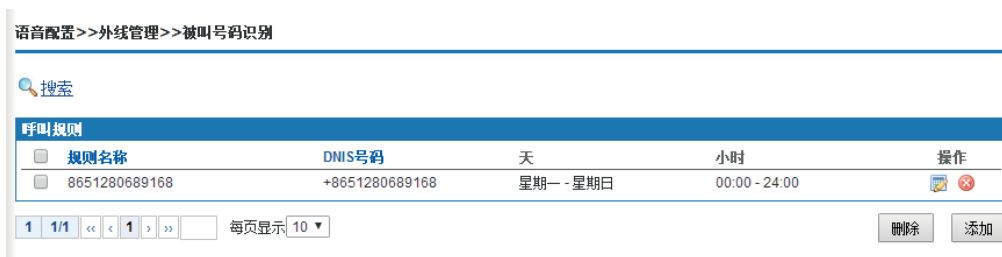 语音配置>>外线管理>>被叫号码识别
搜索
呼叫规则
规则名称 DNIS号码 天 小时 操作
8651280689168 +8651280689168 星期一 - 星期日 00:00 - 24:00
1 1/1 ‹‹ ‹ 1 › ›› 每页显示 10 ▼ 删除 添加